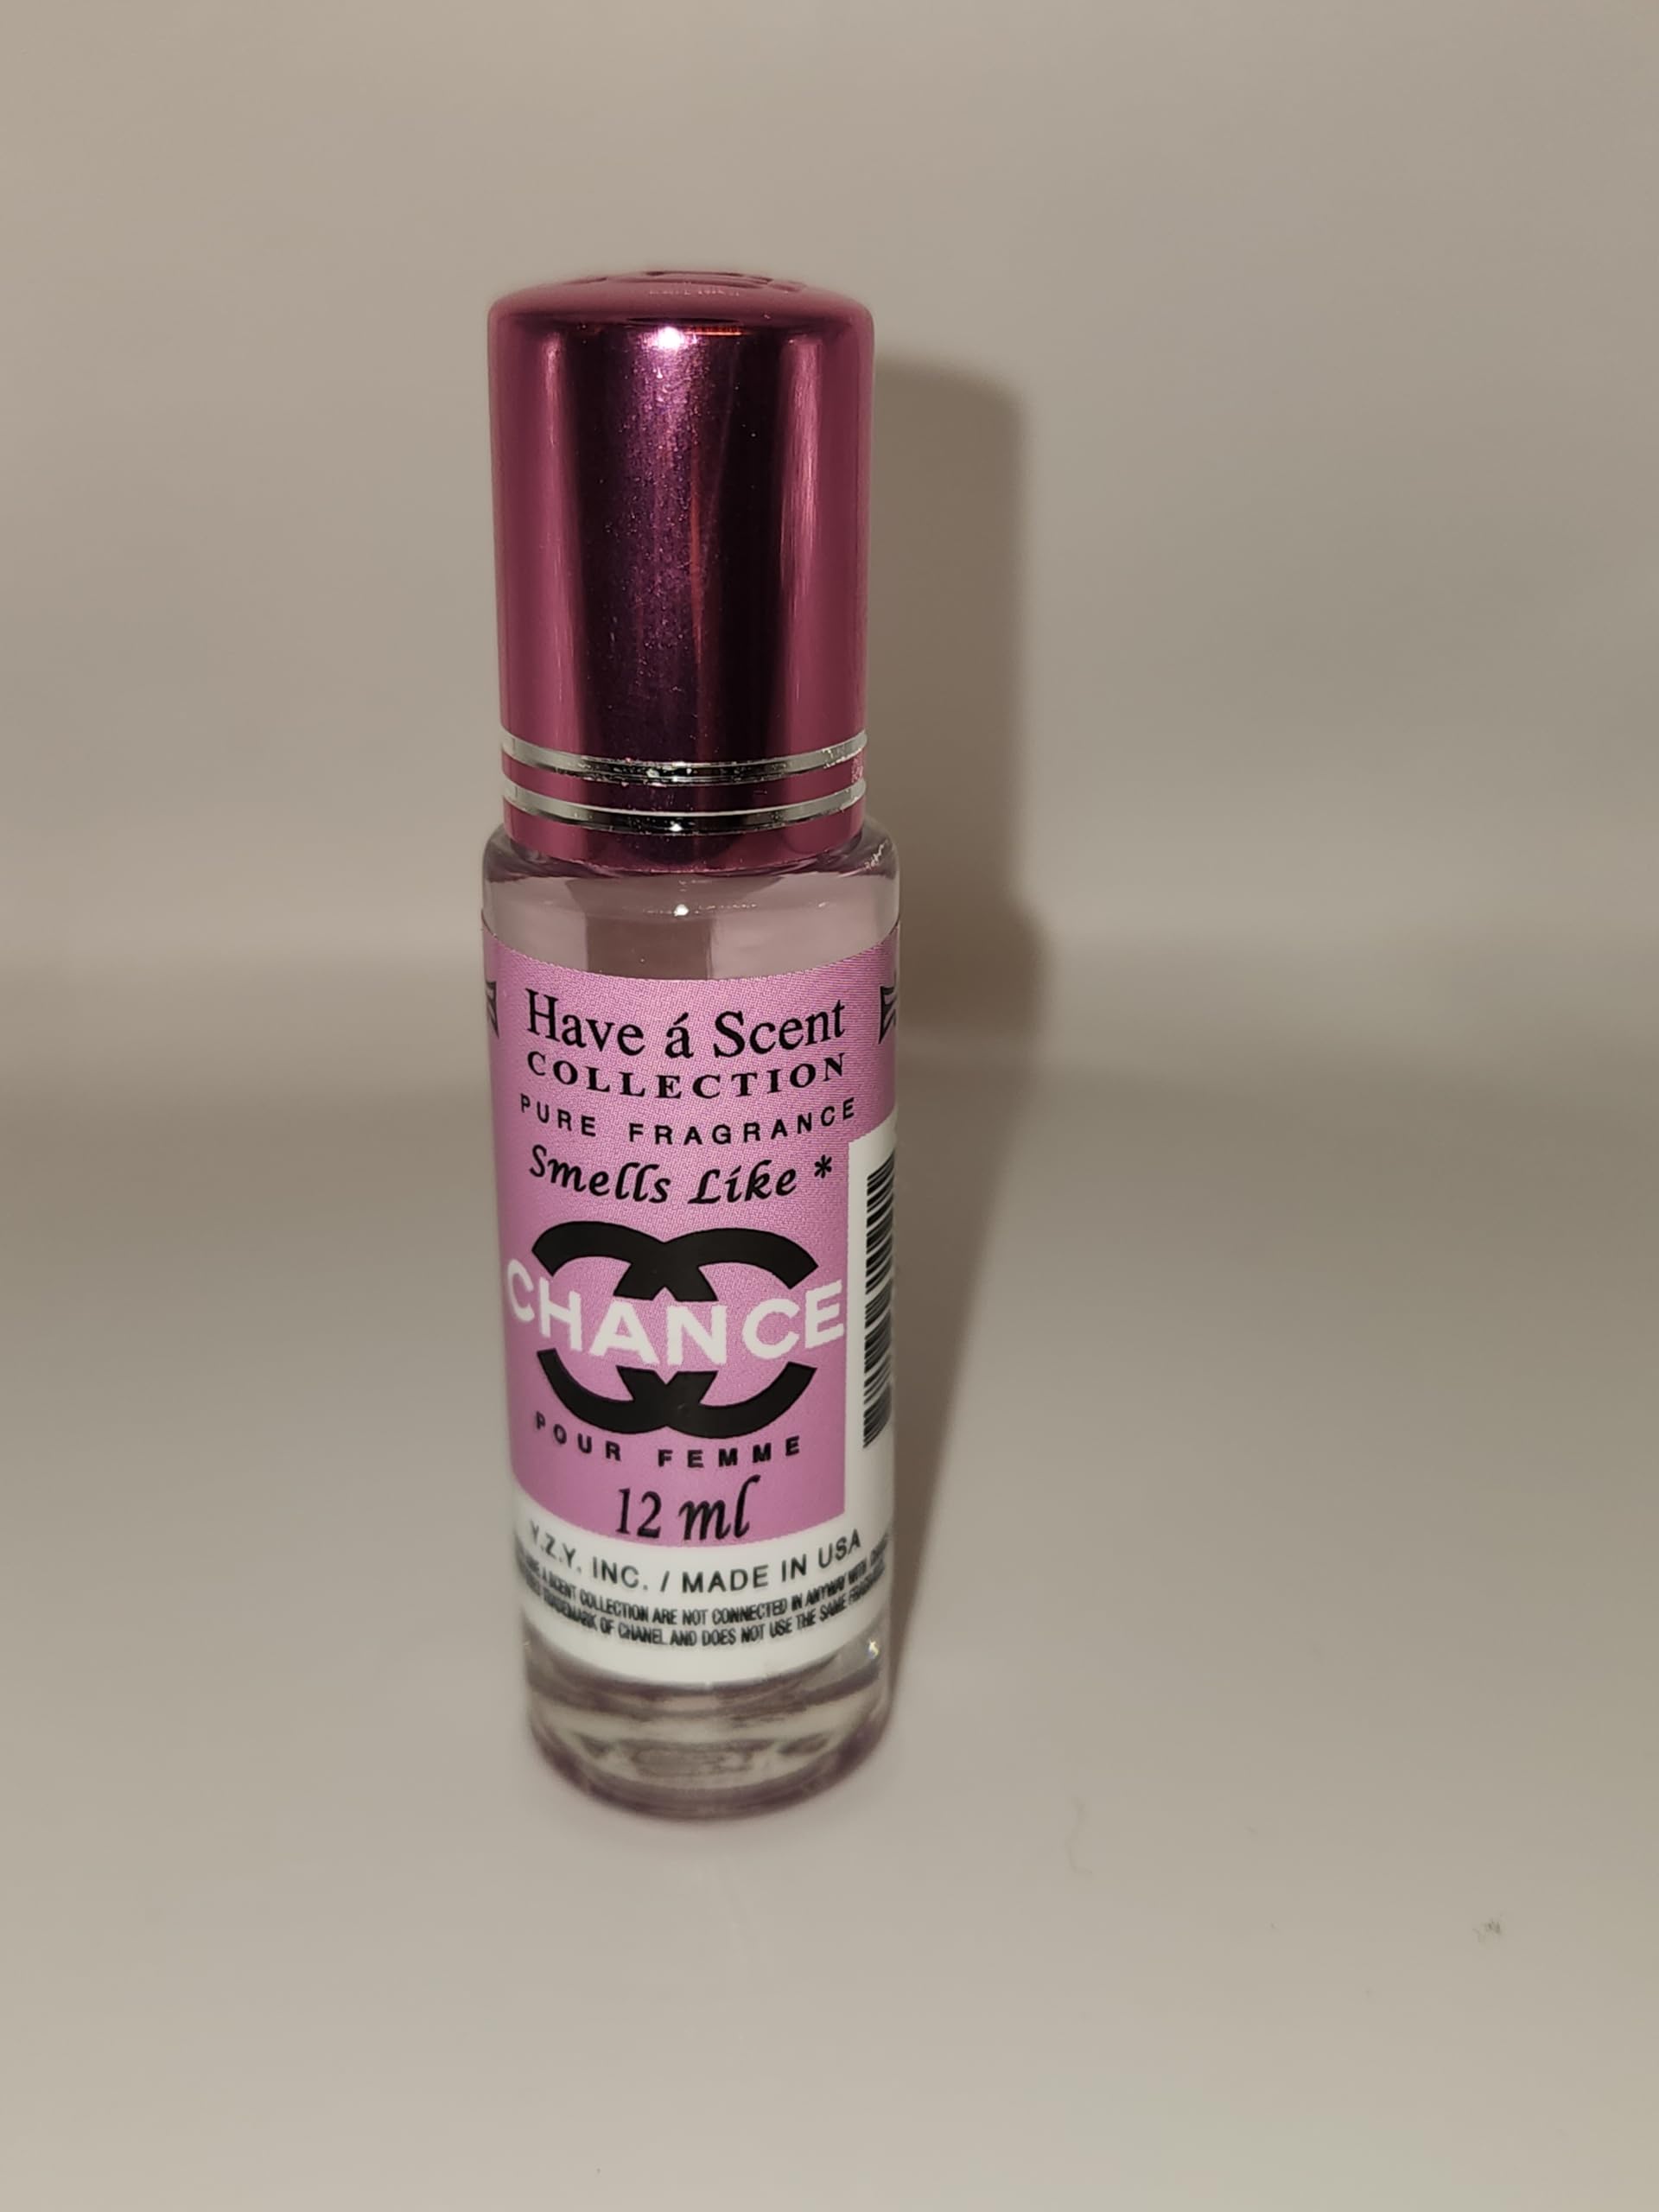 Have á Scent
COLLECTION
PURE FRAGRANCE
Smells Like *
CHANCE
POUR FEMME
12 ml
Y.Z.Y. INC. / MADE IN USA
A SCENT COLLECTION ARE NOT CONNECTED IN ANYWAY WITH
TRADEMARK OF CHANEL AND DOES NOT USE THE SAME